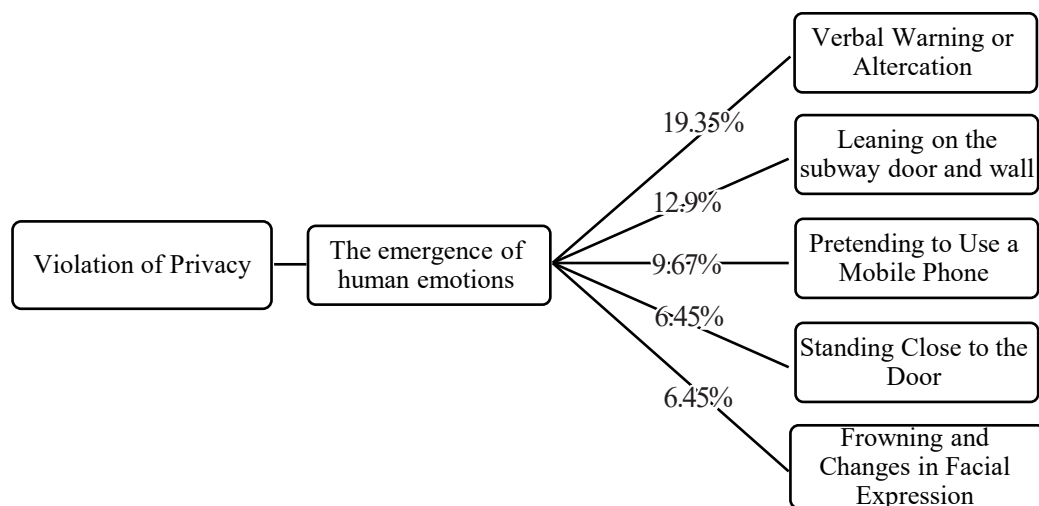 Violation of Privacy
The emergence of
human emotions
19.35%
12.9%
9.67%
6.45%
6.45%
Verbal Warning or
Altercation
Leaning on the
subway door and wall
Pretending to Use a
Mobile Phone
Standing Close to the
Door
Frowning and
Changes in Facial
Expression